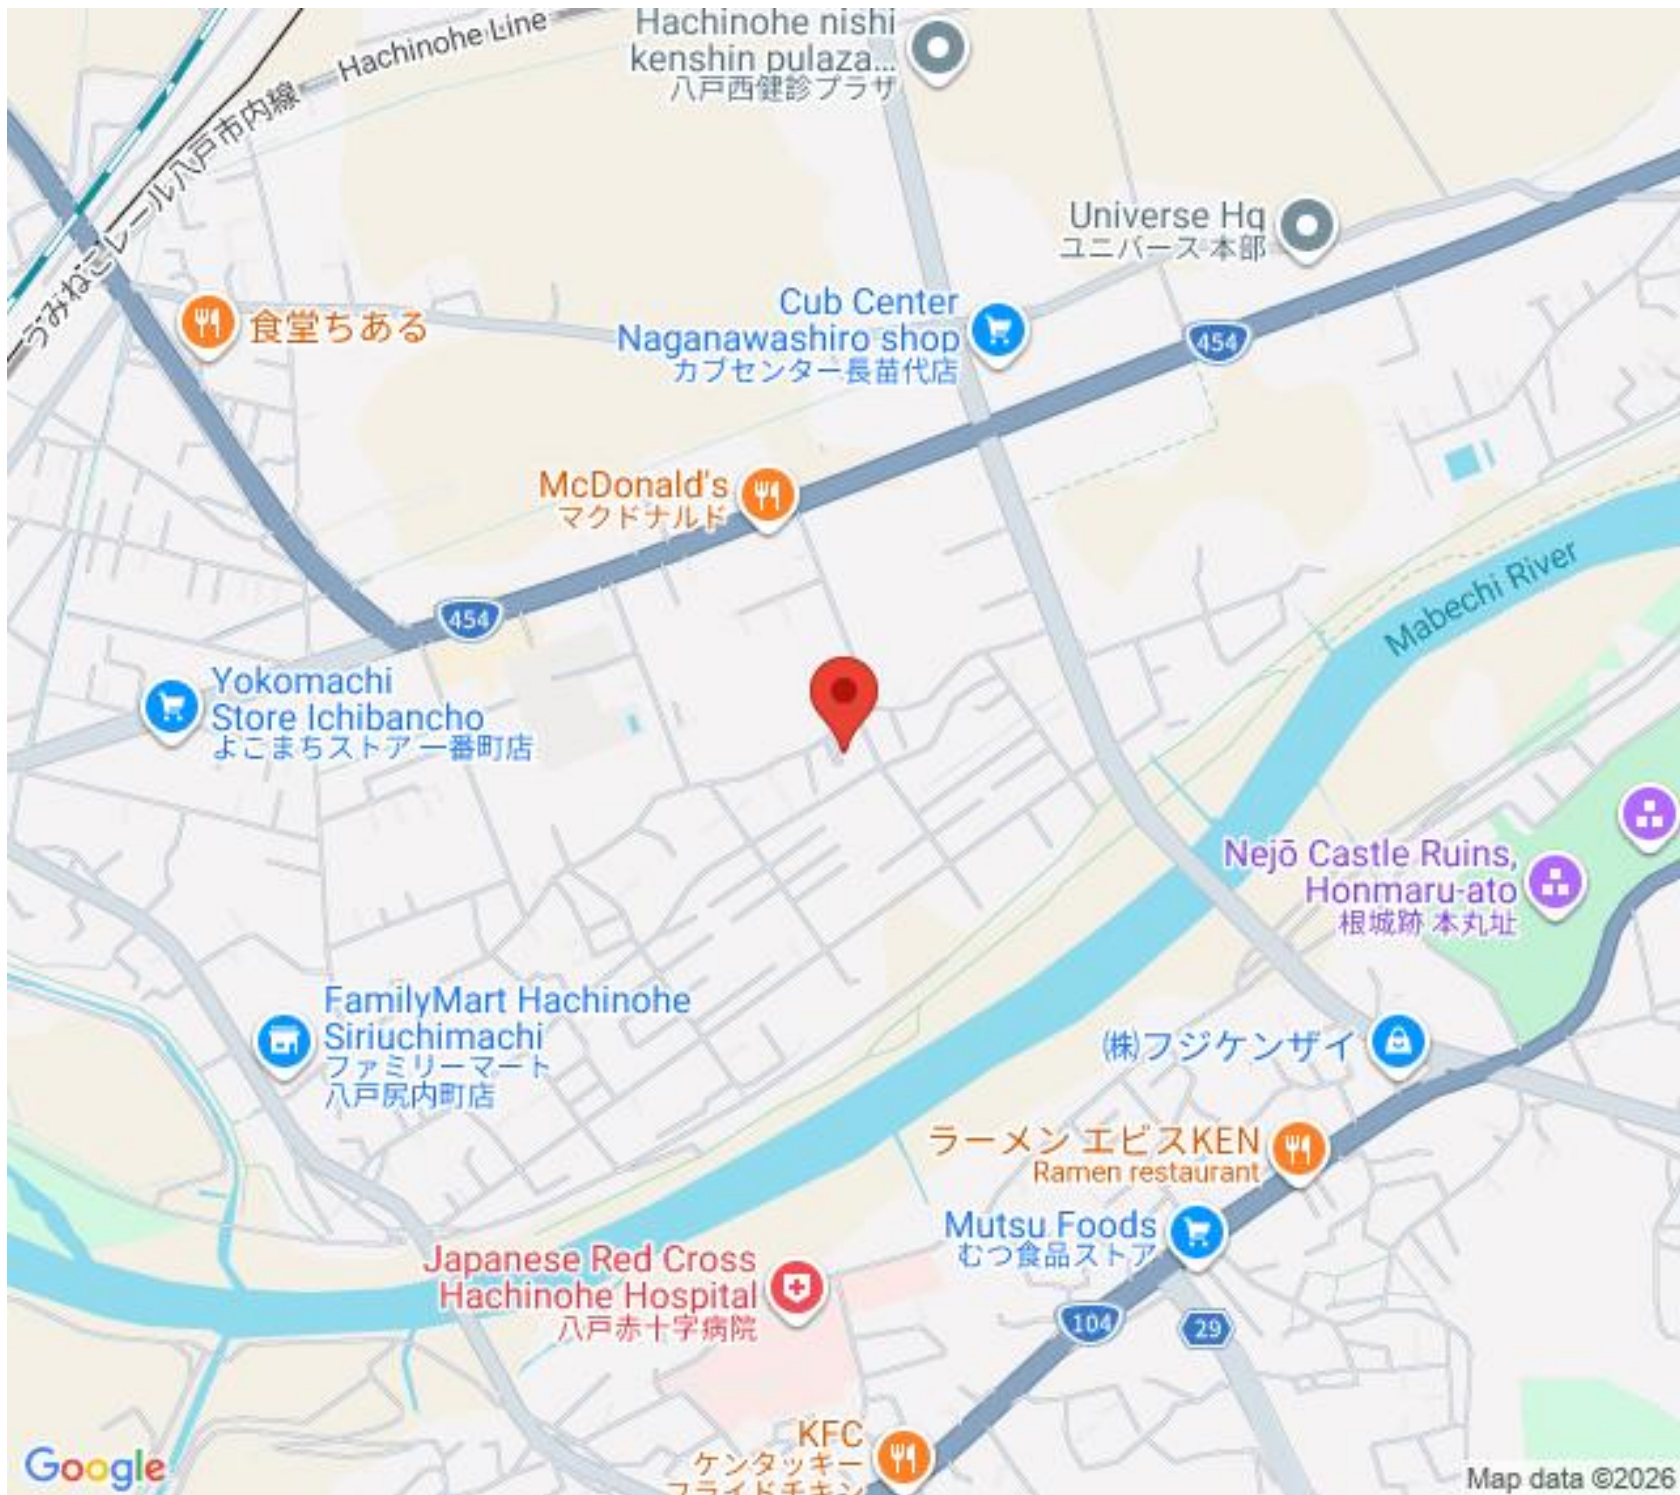 Hachinohe Line
Hachinohe nishi
kenshin pulaza...
八戸西健診プラザ
うみねこレール八戸市内線
Universe Hq
ユニバース 本部
食堂ちある
Cub Center
Naganawashiro shop
カブセンター長苗代店
454
McDonald's
マクドナルド
454
Mabechi River
Yokomachi
Store Ichibancho
よこまちストア 一番町店
Nejō Castle Ruins,
Honmaru-ato
根城跡 本丸址
FamilyMart Hachinohe
Siriuchimachi
ファミリーマート
八戸尻内町店
㈱フジケンザイ
ラーメン エビスKEN
Ramen restaurant
Mutsu Foods
むつ食品ストア
Japanese Red Cross
Hachinohe Hospital
八戸赤十字病院
104
29
KFC
ケンタッキー
フライドチキン
Google
Map data ©2026